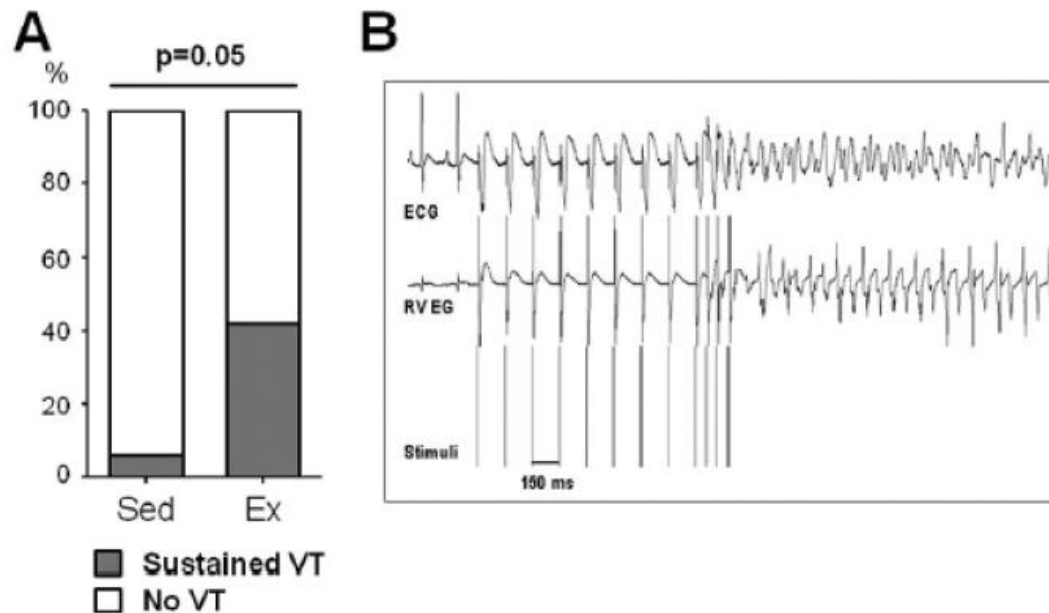 A
p=0.05
%
100
80
60
40
20
0
Sed
Ex
Sustained VT
No VT
B
ECG
RV EG
Stimuli
150 ms